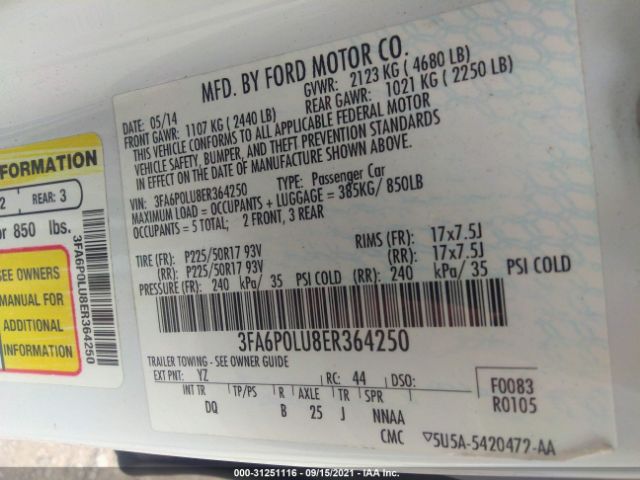 MFD. BY FORD MOTOR CO.
DATE: 05/14 GVWR: 2123 KG ( 4680 LB)
FRONT GAWR: 1107 KG ( 2440 LB) REAR GAWR: 1021 KG ( 2250 LB)
THIS VEHICLE CONFORMS TO ALL APPLICABLE FEDERAL MOTOR
VEHICLE SAFETY, BUMPER, AND THEFT PREVENTION STANDARDS
IN EFFECT ON THE DATE OF MANUFACTURE SHOWN ABOVE.
VIN: 3FA6P0LU8ER364250 TYPE: Passenger Car
MAXIMUM LOAD = OCCUPANTS + LUGGAGE = 385KG/ 850LB
OCCUPANTS = 5 TOTAL; 2 FRONT, 3 REAR
TIRE (FR): P225/50R17 93V RIMS (FR): 17x7.5J
(RR): P225/50R17 93V (RR): 17x7.5J
PRESSURE (FR): 240 kPa/ 35 PSI COLD (RR): 240 kPa/ 35 PSI COLD
3FA6P0LU8ER364250
TRAILER TOWING - SEE OWNER GUIDE
EXT PNT: YZ RC: 44 DSO: F0083
INT TR TP/PS R AXLE TR SPR R0105
DQ B 25 J NNAA
CMC 5U5A-5420472-AA
FORMATION
2 REAR: 3
or 850 lbs.
SEE OWNERS
MANUAL FOR
ADDITIONAL
INFORMATION
3FA6P0LU8ER364250
000-31251116 - 09/15/2021 - IAA Inc.